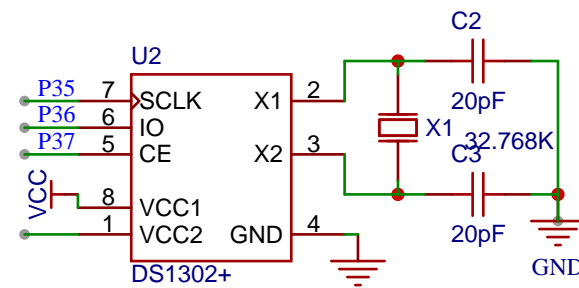 C2
U2
P35 7 SCLK X1 2
20pF
P36 6 IO
X1 32.768K
P37 5 CE X2 3
C3
VCC 8 VCC1
1 VCC2 GND 4
20pF
DS1302+
GND